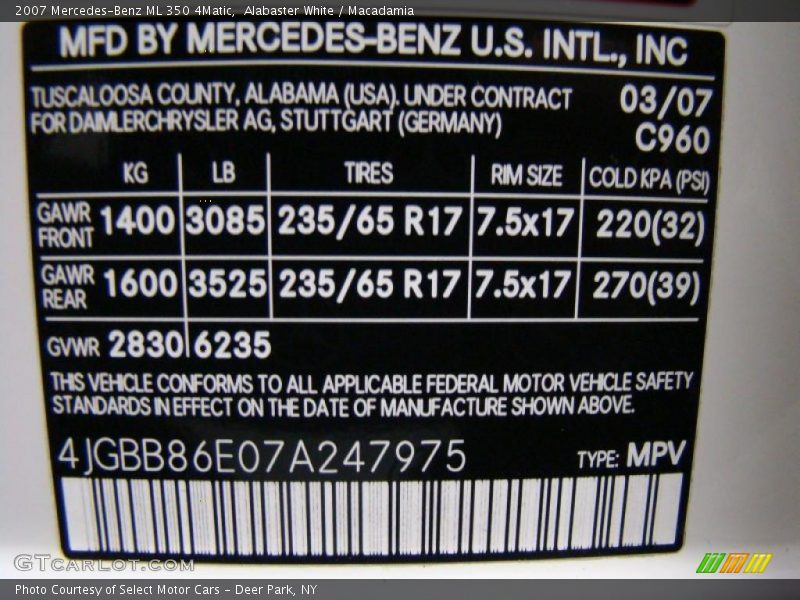 2007 Mercedes-Benz ML 350 4Matic, Alabaster White / Macadamia
MFD BY MERCEDES-BENZ U.S. INTL., INC
TUSCALOOSA COUNTY, ALABAMA (USA). UNDER CONTRACT 03/07
FOR DAIMLERCHRYSLER AG, STUTTGART (GERMANY) C960
KG LB TIRES RIM SIZE COLD KPA (PSI)
GAWR FRONT 1400 3085 235/65 R17 7.5x17 220(32)
GAWR REAR 1600 3525 235/65 R17 7.5x17 270(39)
GVWR 2830 6235
THIS VEHICLE CONFORMS TO ALL APPLICABLE FEDERAL MOTOR VEHICLE SAFETY
STANDARDS IN EFFECT ON THE DATE OF MANUFACTURE SHOWN ABOVE.
4JGBB86E07A247975 TYPE: MPV
GTCARLOT.COM
Photo Courtesy of Select Motor Cars - Deer Park, NY